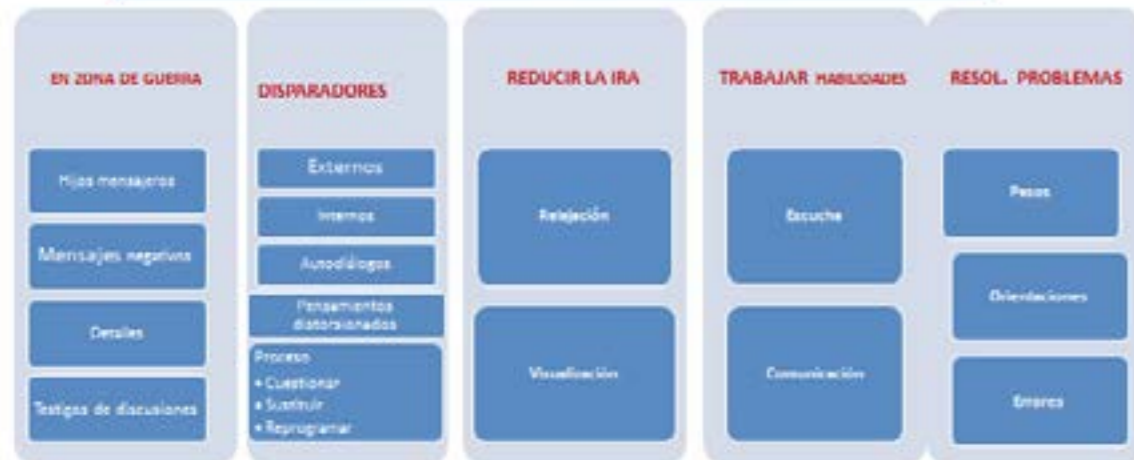 EN ZONA DE GUERRA
Hijos mensajeros
Mensajes negativos
Detalles
Testigos de discusiones
DISPARADORES
Externos
Internos
Autodiálogos
Pensamientos
distorsionados
Proceso
• Cuestionar
• Sustituir
• Reprogramar
REDUCIR LA IRA
Relajación
Visualización
TRABAJAR HABILIDADES
Escucha
Comunicación
RESOL. PROBLEMAS
Pasos
Orientaciones
Errores